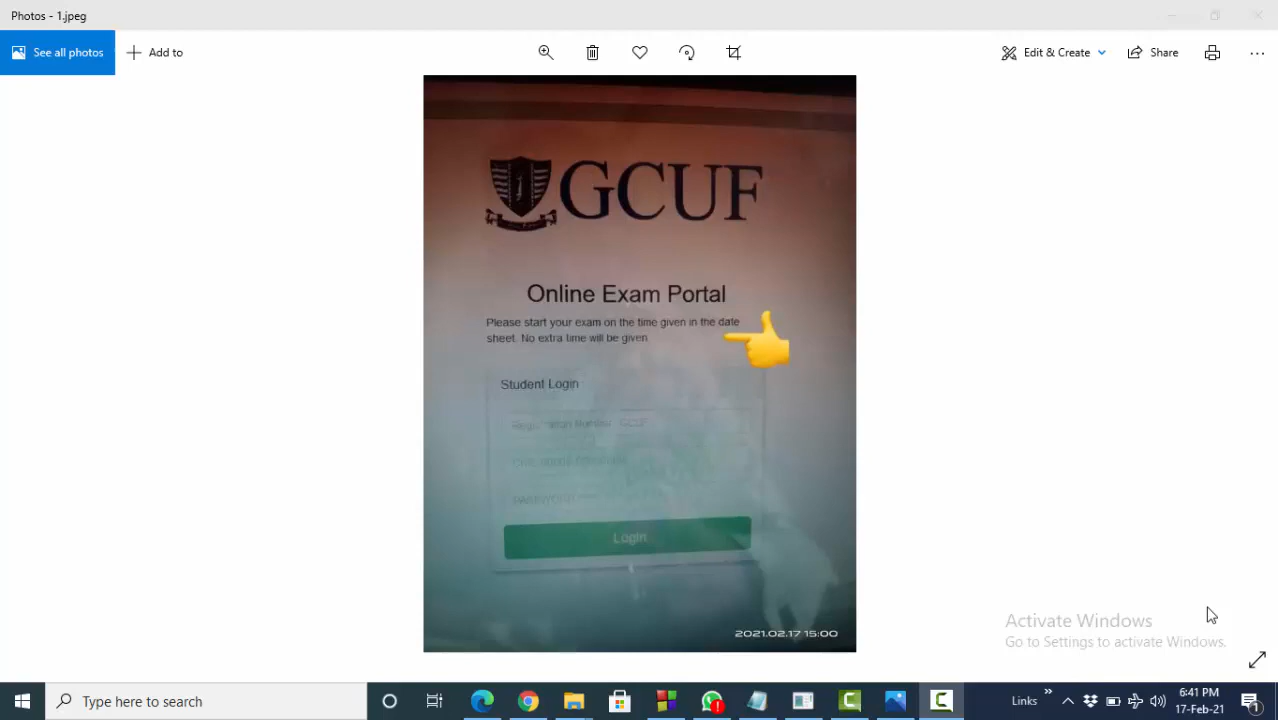 Photos - 1.jpeg
See all photos
Add to
Edit & Create
Share
GCUF
Online Exam Portal
Please start your exam on the time given in the date
sheet. No extra time will be given
Student Login
Number GCUF
Login
2021.02.17 15:00
Activate Windows
Go to Settings to activate Windows.
Type here to search
Links
6:41 PM
17-Feb-21